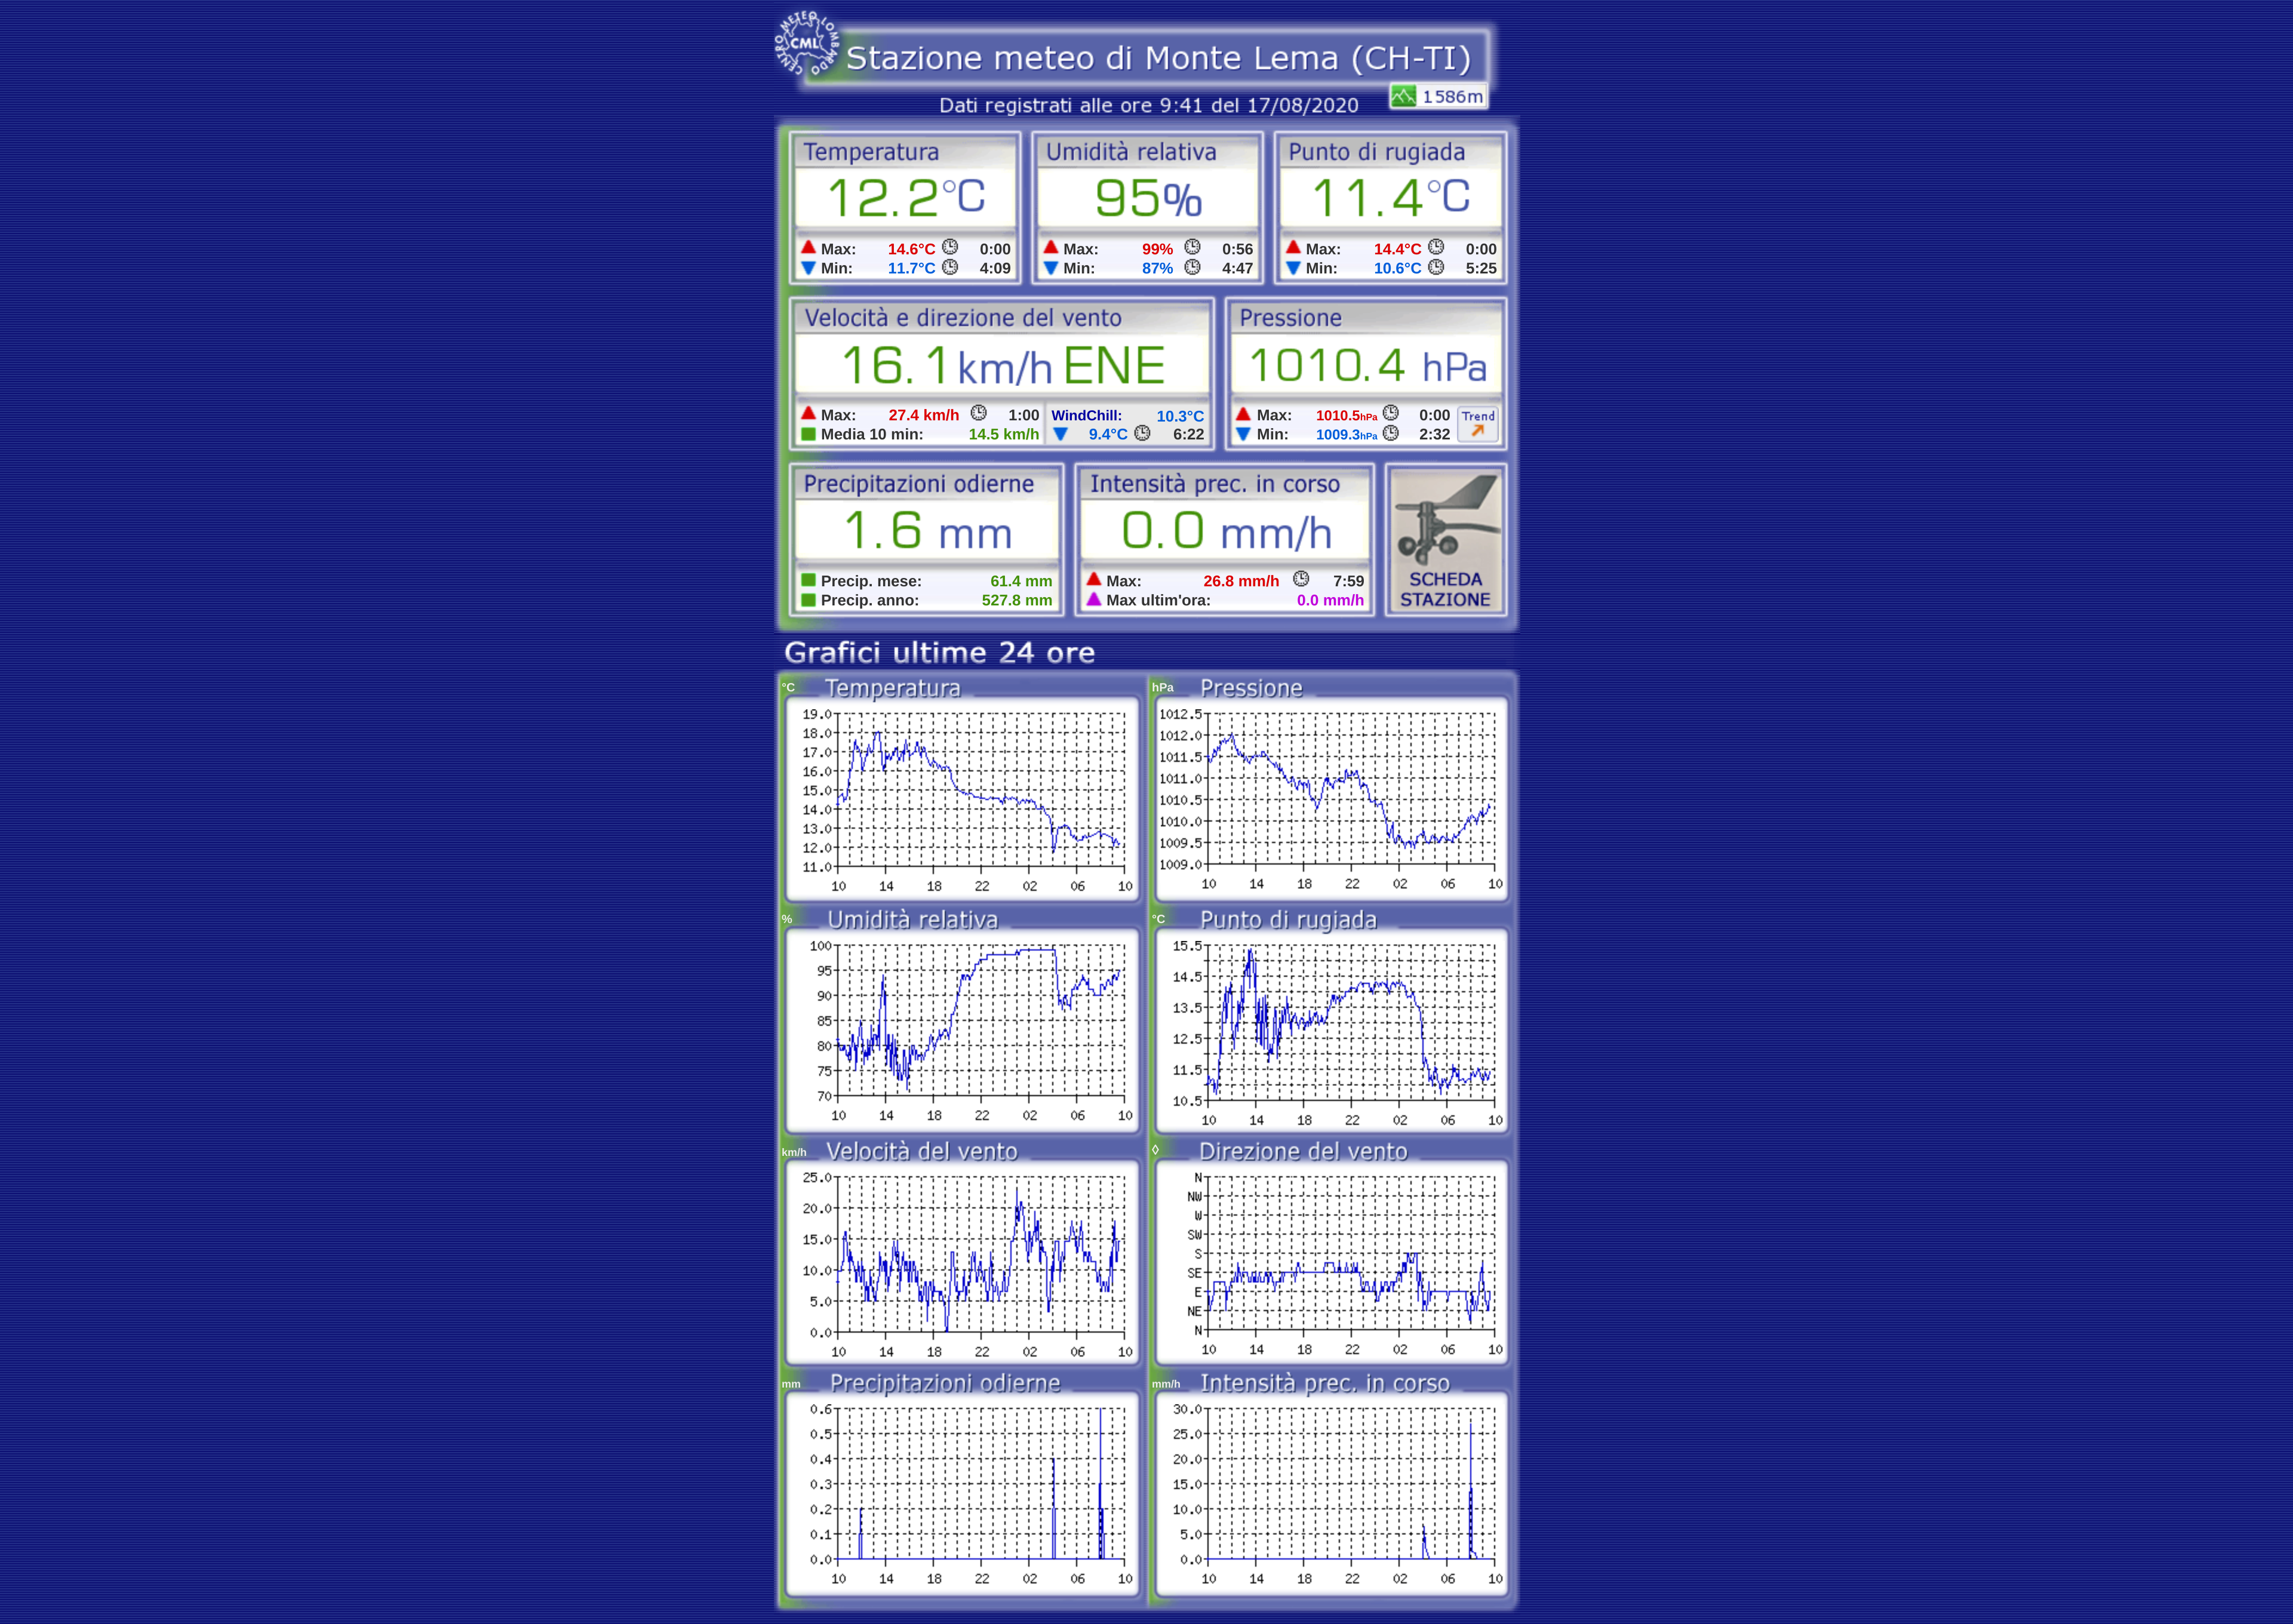 CENTRO METEO LOMBARDO
CML
Stazione meteo di Monte Lema (CH-TI)
Dati registrati alle ore 9:41 del 17/08/2020
1586m
Temperatura
12.2°C
Max: 14.6°C 0:00
Min: 11.7°C 4:09
Umidità relativa
95%
Max: 99% 0:56
Min: 87% 4:47
Punto di rugiada
11.4°C
Max: 14.4°C 0:00
Min: 10.6°C 5:25
Velocità e direzione del vento
16.1 km/h ENE
Max: 27.4 km/h 1:00
Media 10 min: 14.5 km/h
WindChill: 10.3°C
9.4°C 6:22
Pressione
1010.4 hPa
Max: 1010.5hPa 0:00
Min: 1009.3hPa 2:32
Trend
Precipitazioni odierne
1.6 mm
Precip. mese: 61.4 mm
Precip. anno: 527.8 mm
Intensità prec. in corso
0.0 mm/h
Max: 26.8 mm/h 7:59
Max ultim'ora: 0.0 mm/h
SCHEDA
STAZIONE
Grafici ultime 24 ore
°C Temperatura
19.0
18.0
17.0
16.0
15.0
14.0
13.0
12.0
11.0
10 14 18 22 02 06 10
hPa Pressione
1012.5
1012.0
1011.5
1011.0
1010.5
1010.0
1009.5
1009.0
10 14 18 22 02 06 10
% Umidità relativa
100
95
90
85
80
75
70
10 14 18 22 02 06 10
°C Punto di rugiada
15.5
14.5
13.5
12.5
11.5
10.5
10 14 18 22 02 06 10
km/h Velocità del vento
25.0
20.0
15.0
10.0
5.0
0.0
10 14 18 22 02 06 10
◊ Direzione del vento
N
NW
W
SW
S
SE
E
NE
N
10 14 18 22 02 06 10
mm Precipitazioni odierne
0.6
0.5
0.4
0.3
0.2
0.1
0.0
10 14 18 22 02 06 10
mm/h Intensità prec. in corso
30.0
25.0
20.0
15.0
10.0
5.0
0.0
10 14 18 22 02 06 10